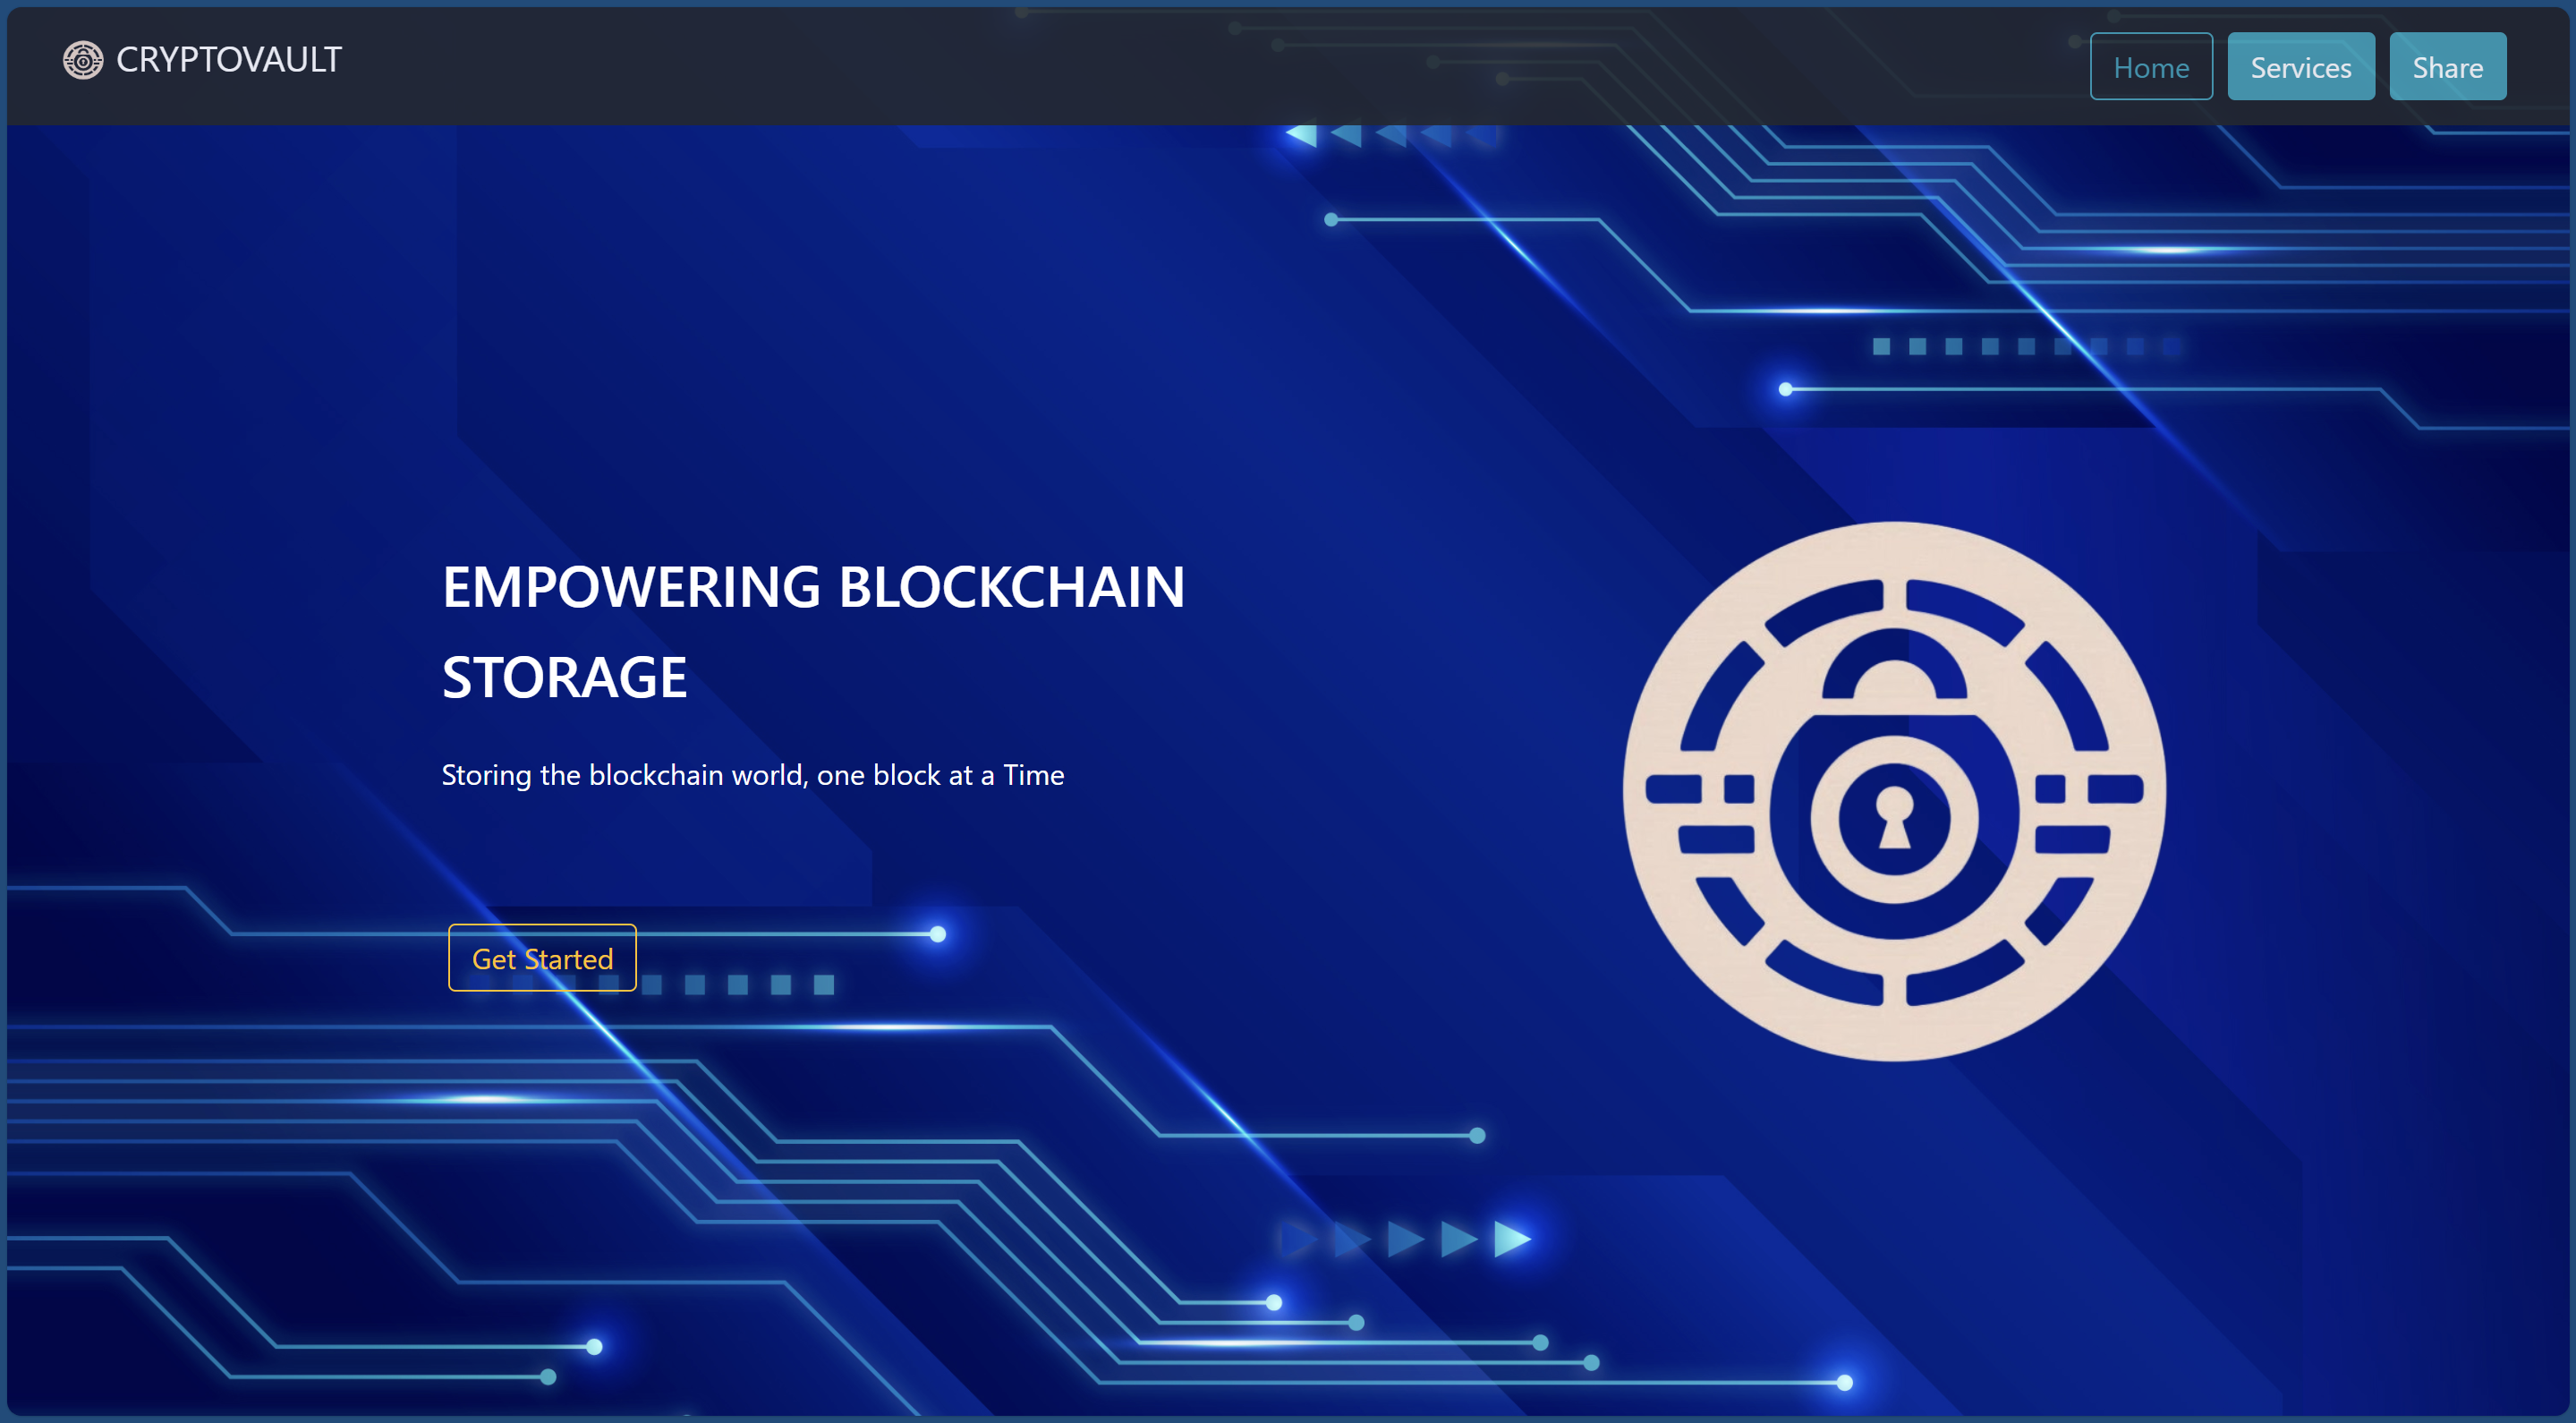 CRYPTOVAULT
Home Services Share
EMPOWERING BLOCKCHAIN
STORAGE
Storing the blockchain world, one block at a Time
Get Started